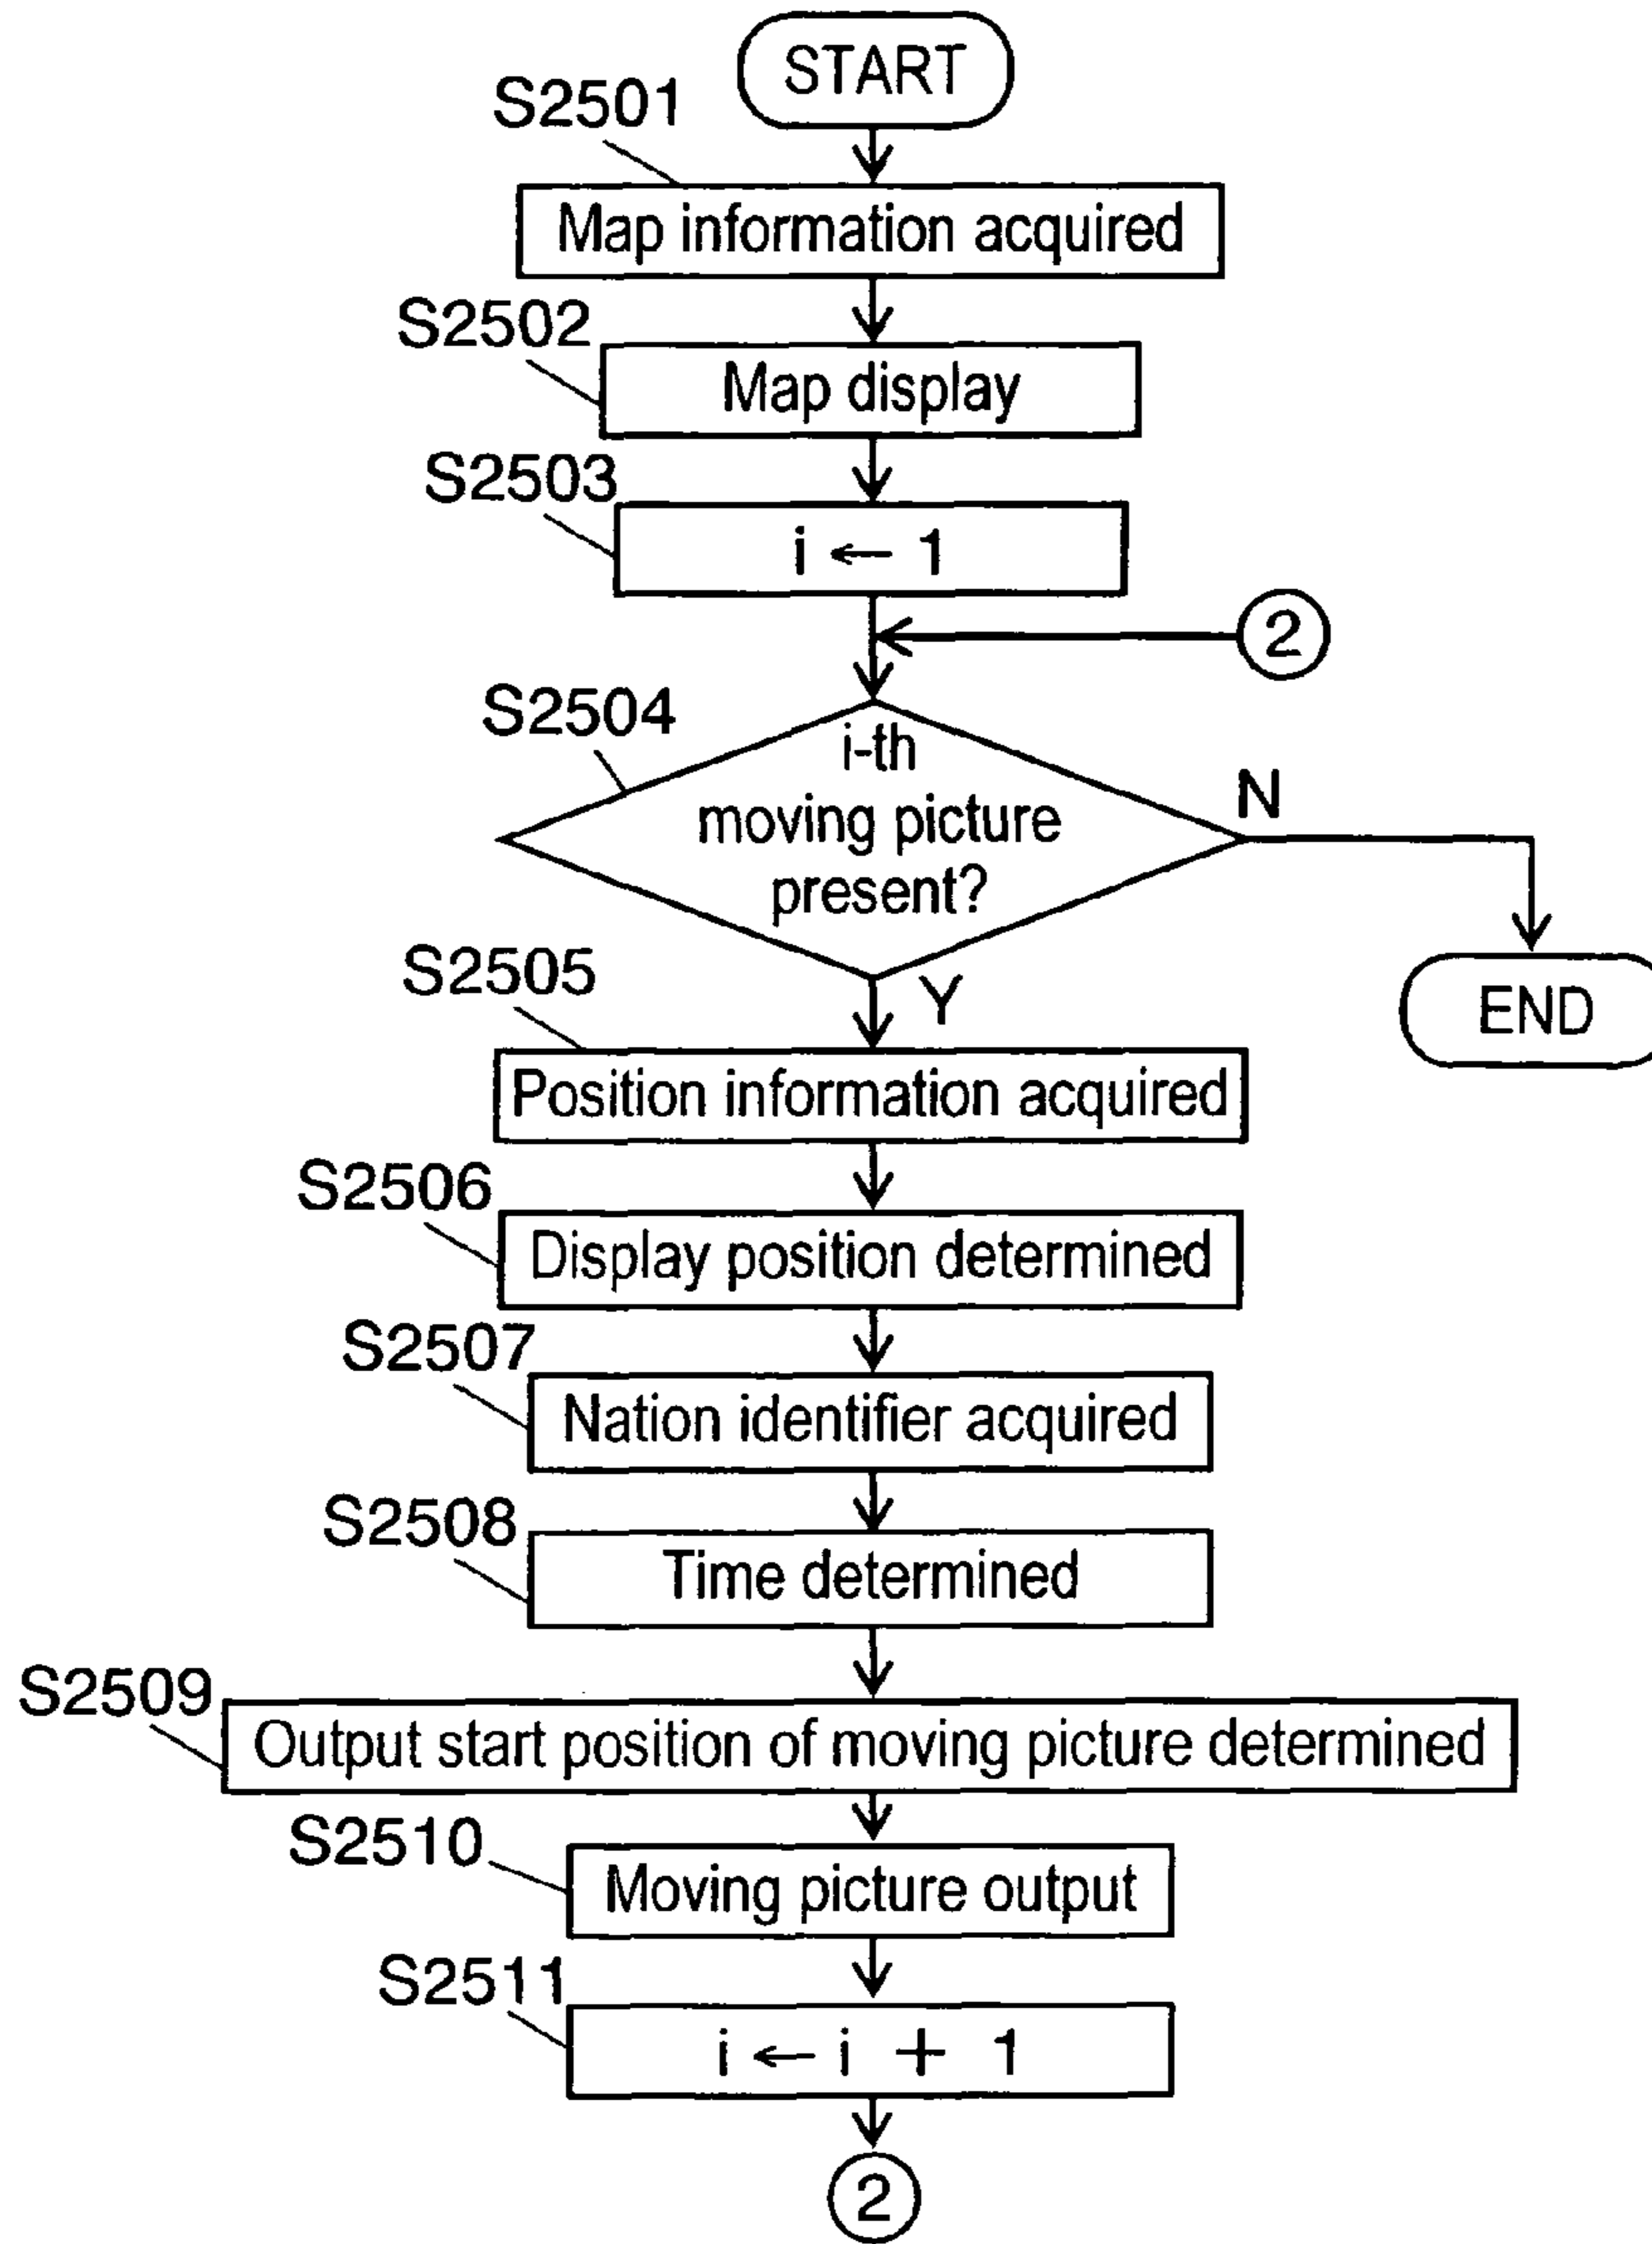 START
S2501
Map information acquired
S2502
Map display
S2503
i ← 1
2
S2504
i-th
moving picture
present?
N
END
Y
S2505
Position information acquired
S2506
Display position determined
S2507
Nation identifier acquired
S2508
Time determined
S2509
Output start position of moving picture determined
S2510
Moving picture output
S2511
i ← i + 1
2